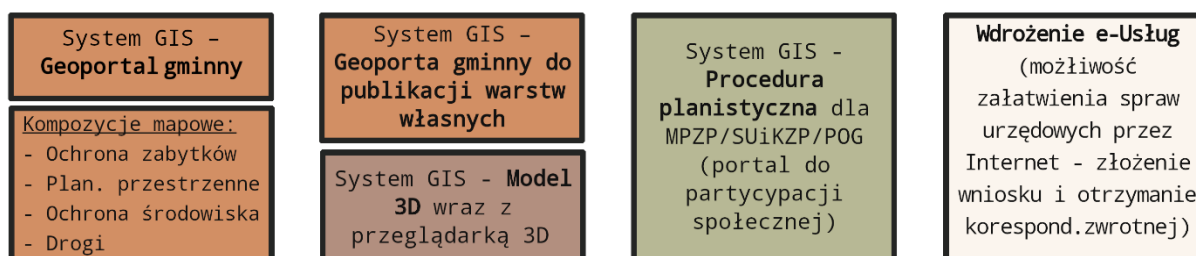 System GIS –
Geoportal gminny
Kompozycje mapowe:
- Ochrona zabytków
- Plan. przestrzenne
- Ochrona środowiska
- Drogi
System GIS –
Geoporta gminny do
publikacji warstw
własnych
System GIS - Model
3D wraz z
przeglądarką 3D
System GIS -
Procedura
planistyczna dla
MPZP/SUiKZP/POG
(portal do
partycypacji
społecznej)
Wdrożenie e-Usług
(możłiwość
załatwienia spraw
urzędowych przez
Internet - złożenie
wniosku i otrzymanie
korespond.zwrotnej)